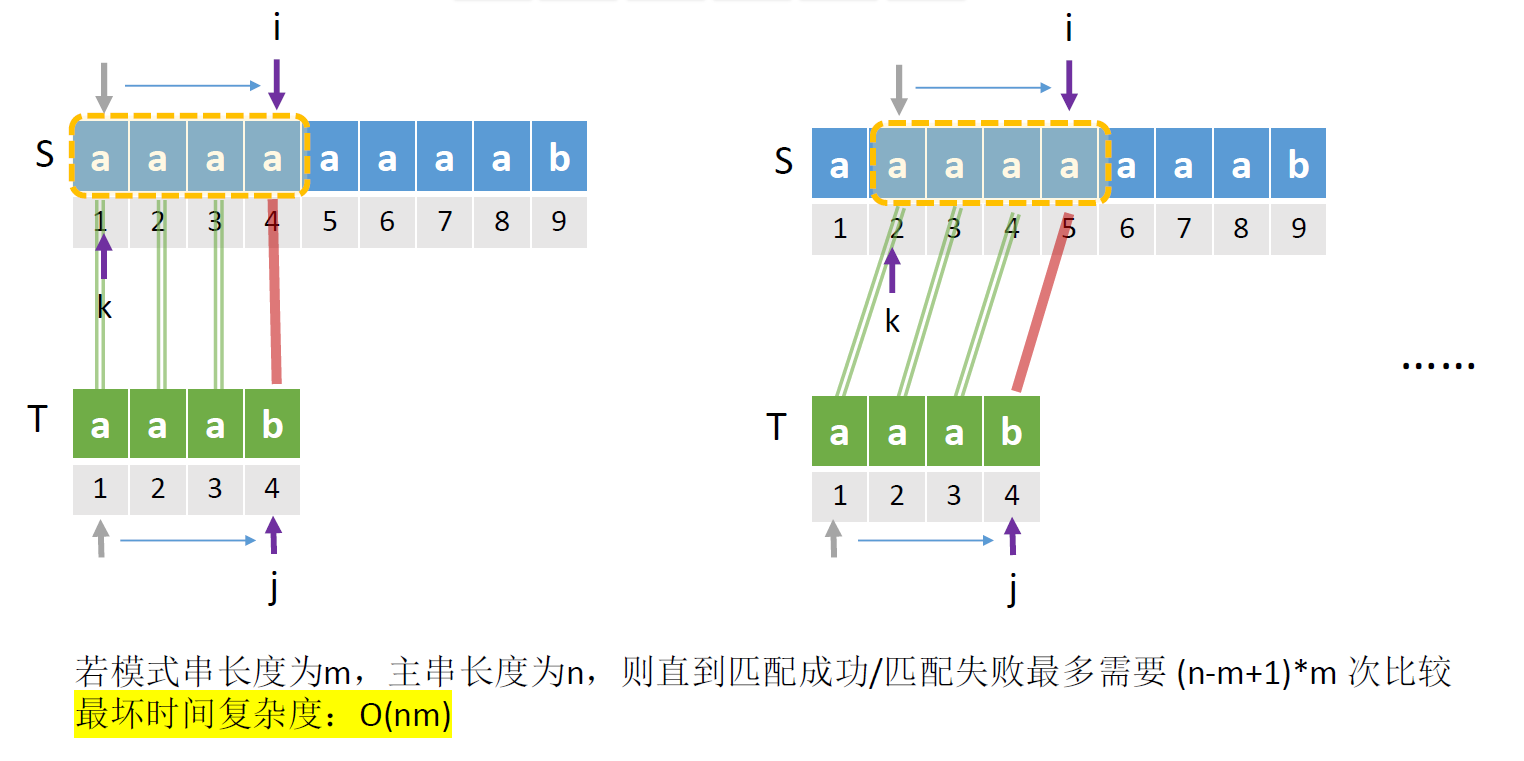 i i
S a a a a a a a a b S a a a a a a a a b
1 2 3 4 5 6 7 8 9 1 2 3 4 5 6 7 8 9
k k
……
T a a a b T a a a b
1 2 3 4 1 2 3 4
j j
若模式串长度为m，主串长度为n，则直到匹配成功/匹配失败最多需要 (n-m+1)*m 次比较
最坏时间复杂度：O(nm)